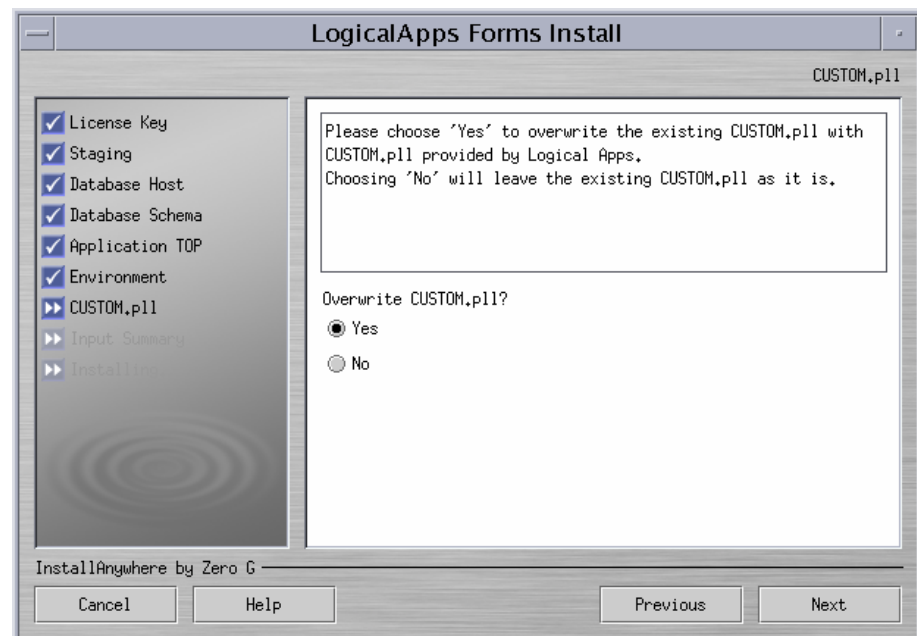 LogicalApps Forms Install
CUSTOM.pll
License Key
Staging
Database Host
Database Schema
Application TOP
Environment
CUSTOM.pll
Input Summary
Installing
Please choose 'Yes' to overwrite the existing CUSTOM.pll with
CUSTOM.pll provided by Logical Apps.
Choosing 'No' will leave the existing CUSTOM.pll as it is.
Overwrite CUSTOM.pll?
Yes
No
InstallAnywhere by Zero G
Cancel
Help
Previous
Next